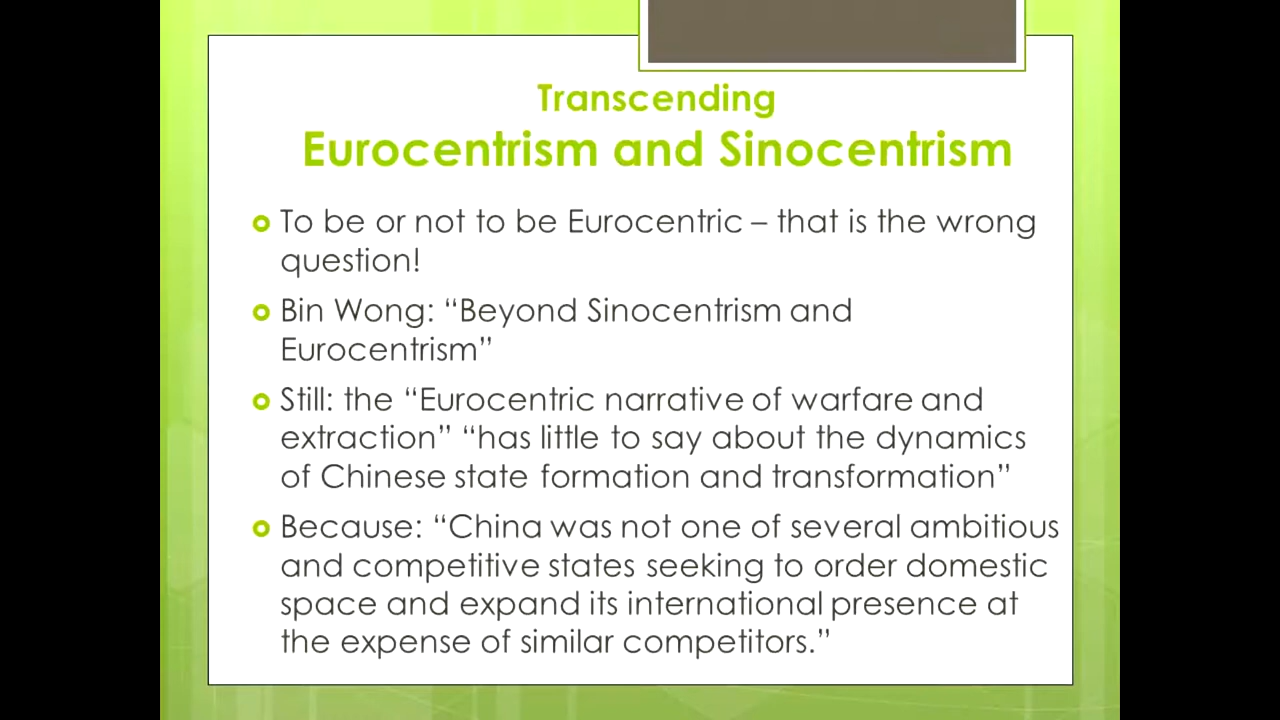 Transcending
Eurocentrism and Sinocentrism
To be or not to be Eurocentric – that is the wrong
question!
Bin Wong: “Beyond Sinocentrism and
Eurocentrism”
Still: the “Eurocentric narrative of warfare and
extraction” “has little to say about the dynamics
of Chinese state formation and transformation”
Because: “China was not one of several ambitious
and competitive states seeking to order domestic
space and expand its international presence at
the expense of similar competitors.”